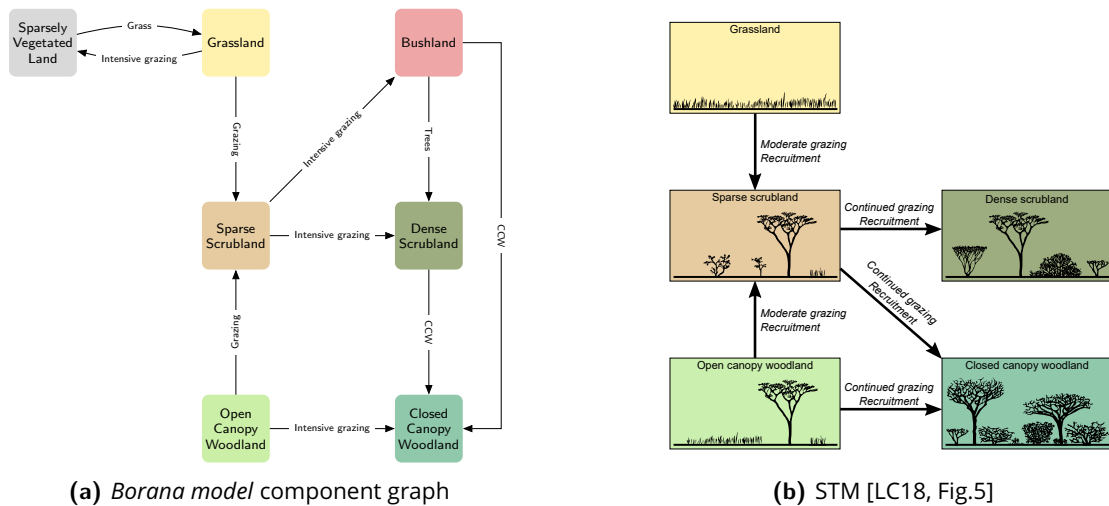 Sparsely
Vegetated
Land
Grass
Intensive grazing
Grassland
Bushland
Grazing
Intensive grazing
Trees
CCW
Sparse
Scrubland
Intensive grazing
Dense
Scrubland
Grazing
CCW
Open
Canopy
Woodland
Intensive grazing
Closed
Canopy
Woodland
(a) Borana model component graph
Grassland
Moderate grazing
Recruitment
Sparse scrubland
Continued grazing
Recruitment
Dense scrubland
Continued grazing
Recruitment
Moderate grazing
Recruitment
Open canopy woodland
Continued grazing
Recruitment
Closed canopy woodland
(b) STM [LC18, Fig.5]